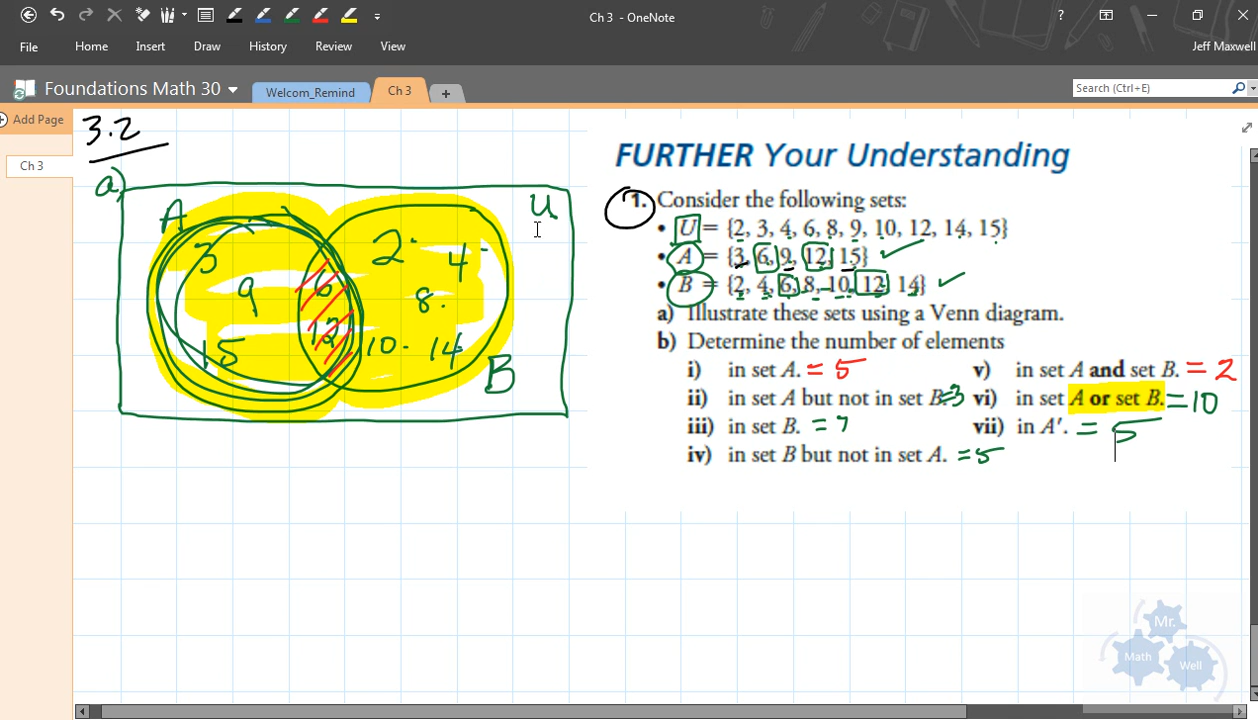 Ch 3 - OneNote
?
File Home Insert Draw History Review View
Jeff Maxwell
Foundations Math 30 Welcom_Remind Ch 3 +
Search (Ctrl+E)
Add Page
Ch 3
3.2
a)
U
A
B
3 2 4
9 6 8
15 12 10 14
FURTHER Your Understanding
1. Consider the following sets:
• U = {2, 3, 4, 6, 8, 9, 10, 12, 14, 15}
• A = {3, 6, 9, 12, 15} ✓
• B = {2, 4, 6, 8, 10, 12, 14} ✓
a) Illustrate these sets using a Venn diagram.
b) Determine the number of elements
i) in set A. = 5
ii) in set A but not in set B. = 3
iii) in set B. = 7
iv) in set B but not in set A. = 5
v) in set A and set B. = 2
vi) in set A or set B. = 10
vii) in A′. = 5
Mr.
Math
Well